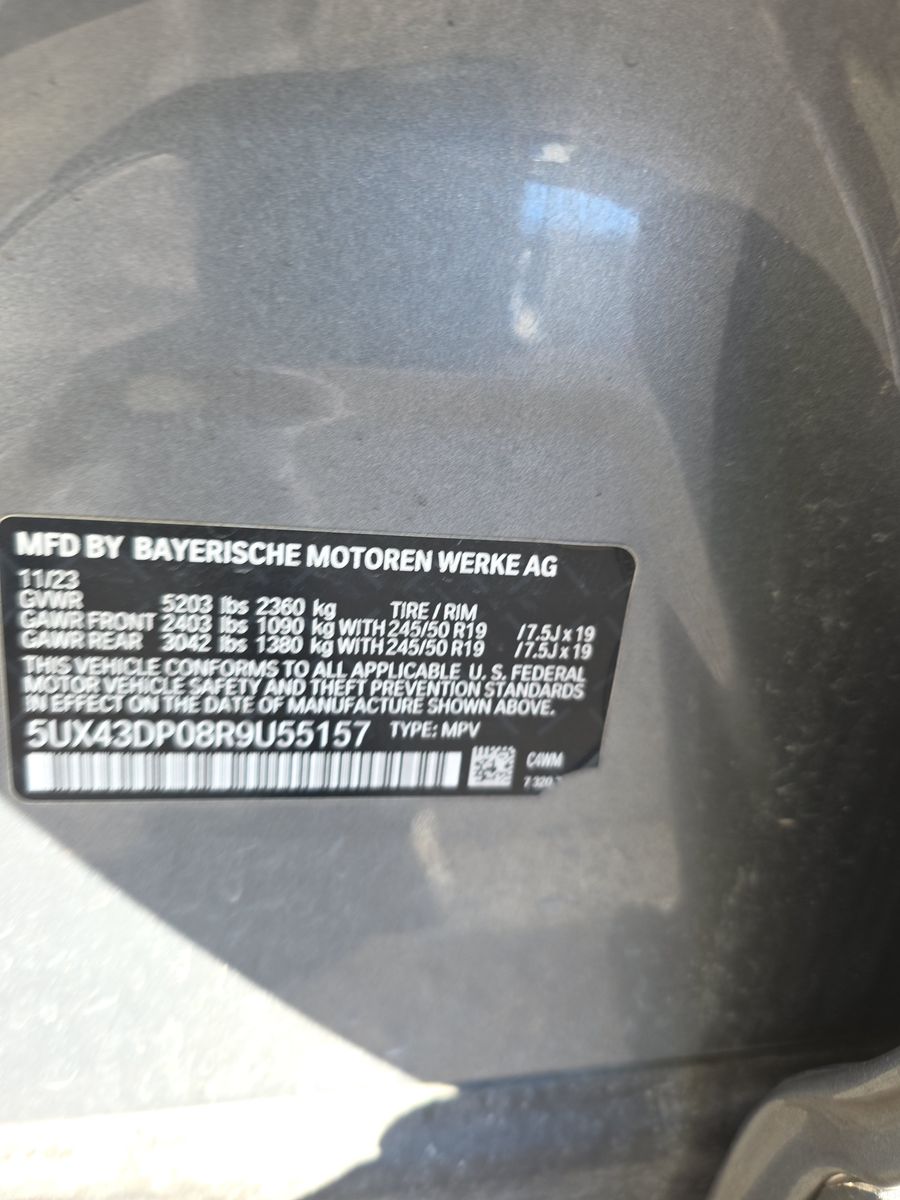 MFD BY BAYERISCHE MOTOREN WERKE AG
11/23
GVWR 5203 lbs 2360 kg TIRE / RIM
GAWR FRONT 2403 lbs 1090 kg WITH 245/50 R19 /7.5J x 19
GAWR REAR 3042 lbs 1380 kg WITH 245/50 R19 /7.5J x 19
THIS VEHICLE CONFORMS TO ALL APPLICABLE U. S. FEDERAL
MOTOR VEHICLE SAFETY AND THEFT PREVENTION STANDARDS
IN EFFECT ON THE DATE OF MANUFACTURE SHOWN ABOVE.
5UX43DP08R9U55157 TYPE: MPV
C4WM
7 320